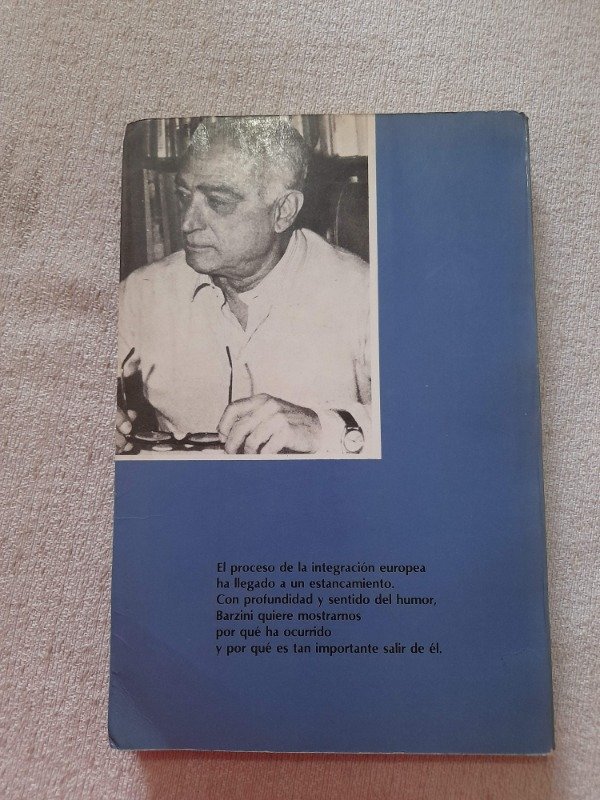 El proceso de la integración europea
ha llegado a un estancamiento.
Con profundidad y sentido del humor,
Barzini quiere mostrarnos
por qué ha ocurrido
y por qué es tan importante salir de él.